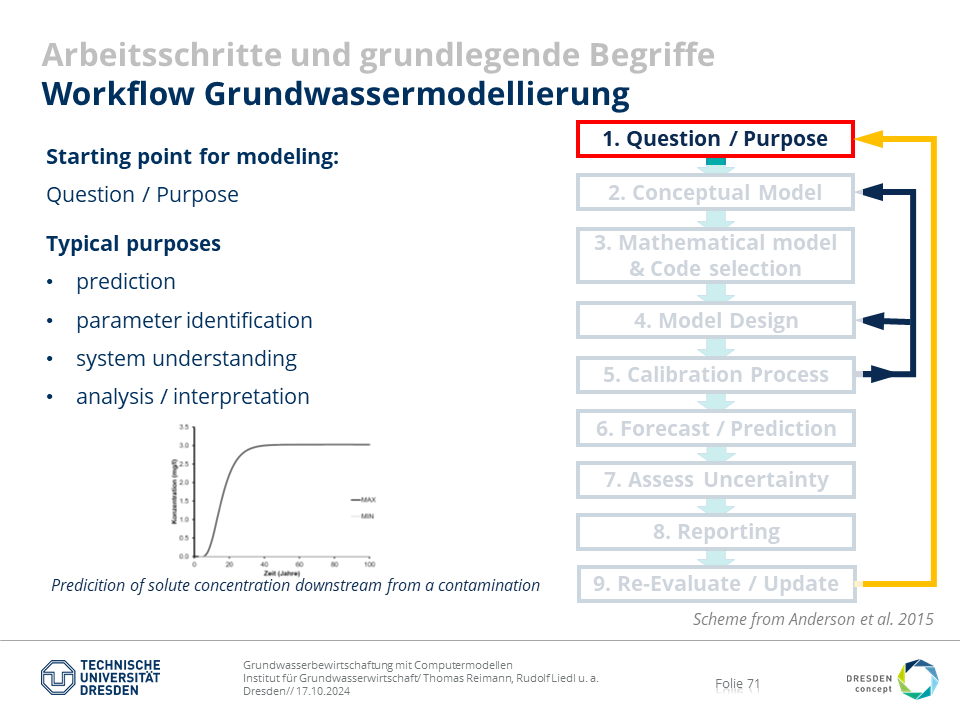 Arbeitsschritte und grundlegende Begriffe
Workflow Grundwassermodellierung
Starting point for modeling:
Question / Purpose
Typical purposes
• prediction
• parameter identification
• system understanding
• analysis / interpretation
3.5
3.0
2.5
2.0
1.5
1.0
0.5
0.0
Konzentration (mg/l)
0 20 40 60 80 100
Zeit (Jahre)
MAX
MIN
Predicition of solute concentration downstream from a contamination
1. Question / Purpose
2. Conceptual Model
3. Mathematical model
& Code selection
4. Model Design
5. Calibration Process
6. Forecast / Prediction
7. Assess Uncertainty
8. Reporting
9. Re-Evaluate / Update
Scheme from Anderson et al. 2015
TECHNISCHE
UNIVERSITÄT
DRESDEN
Grundwasserbewirtschaftung mit Computermodellen
Institut für Grundwasserwirtschaft/ Thomas Reimann, Rudolf Liedl u. a.
Dresden// 17.10.2024
Folie 71
DRESDEN
concept